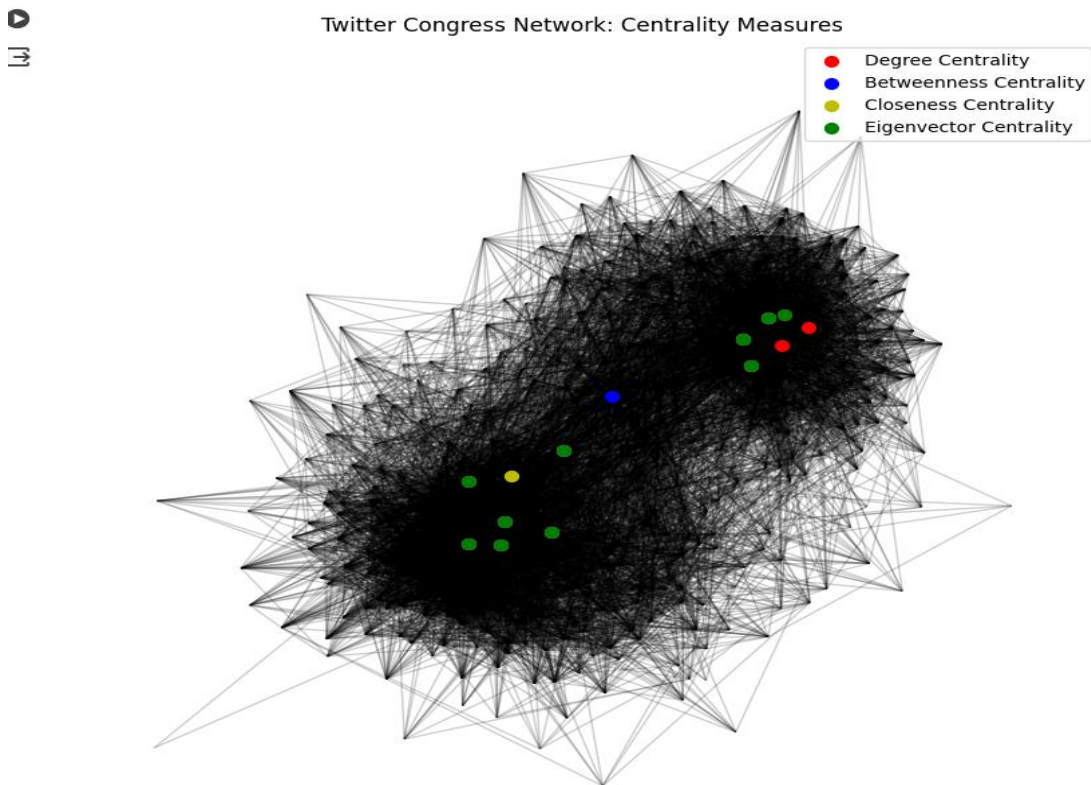 Twitter Congress Network: Centrality Measures
Degree Centrality
Betweenness Centrality
Closeness Centrality
Eigenvector Centrality